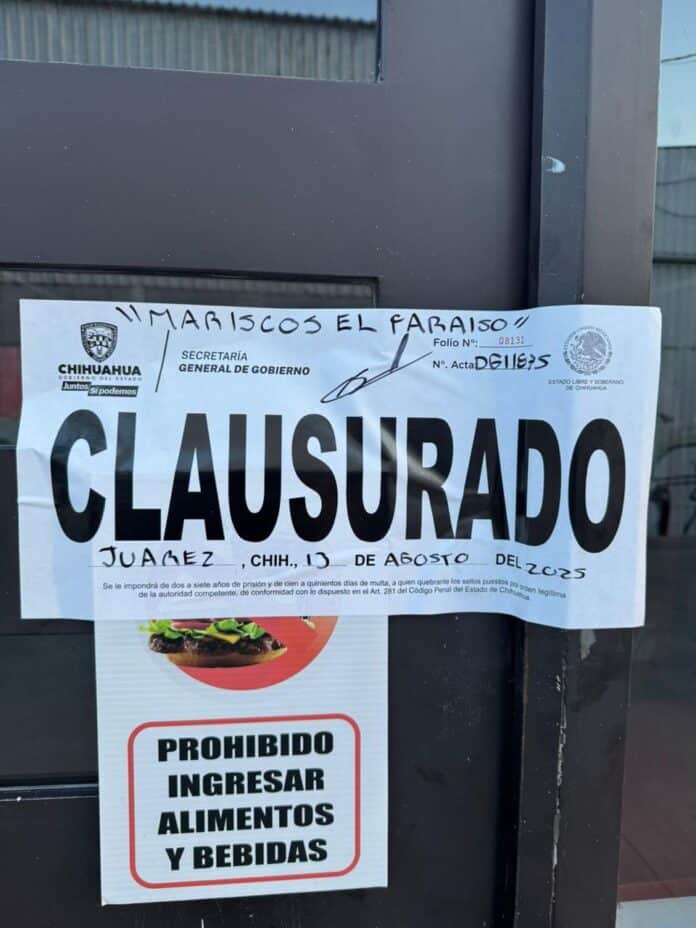 "MARISCOS EL PARAISO"
CHIHUAHUA
GOBIERNO DEL ESTADO
Juntos Sí podemos
SECRETARÍA
GENERAL DE GOBIERNO
Folio Nº: 08131
Nº. Acta: DG11875
ESTADO LIBRE Y SOBERANO
DE CHIHUAHUA
CLAUSURADO
JUAREZ, CHIH., 13 DE AGOSTO DEL 2025
Se le impondrá de dos a siete años de prisión y de cien a quinientos días de multa, a quien quebrante los sellos puestos por orden legítima
de la autoridad competente, de conformidad con lo dispuesto en el Art. 281 del Código Penal del Estado de Chihuahua.
PROHIBIDO
INGRESAR
ALIMENTOS
Y BEBIDAS